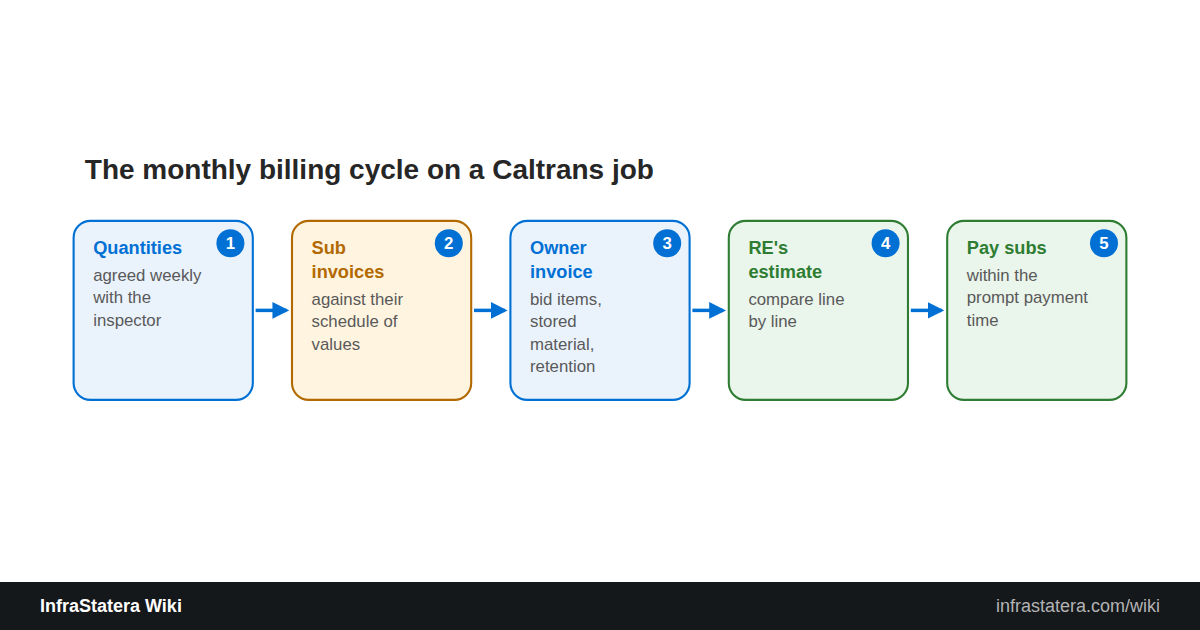 The monthly billing cycle on a Caltrans job
Quantities
1
agreed weekly
with the
inspector
Sub
invoices
2
against their
schedule of
values
Owner
invoice
3
bid items,
stored
material,
retention
RE's
estimate
4
compare line
by line
Pay subs
5
within the
prompt payment
time
InfraStatera Wiki
infrastatera.com/wiki